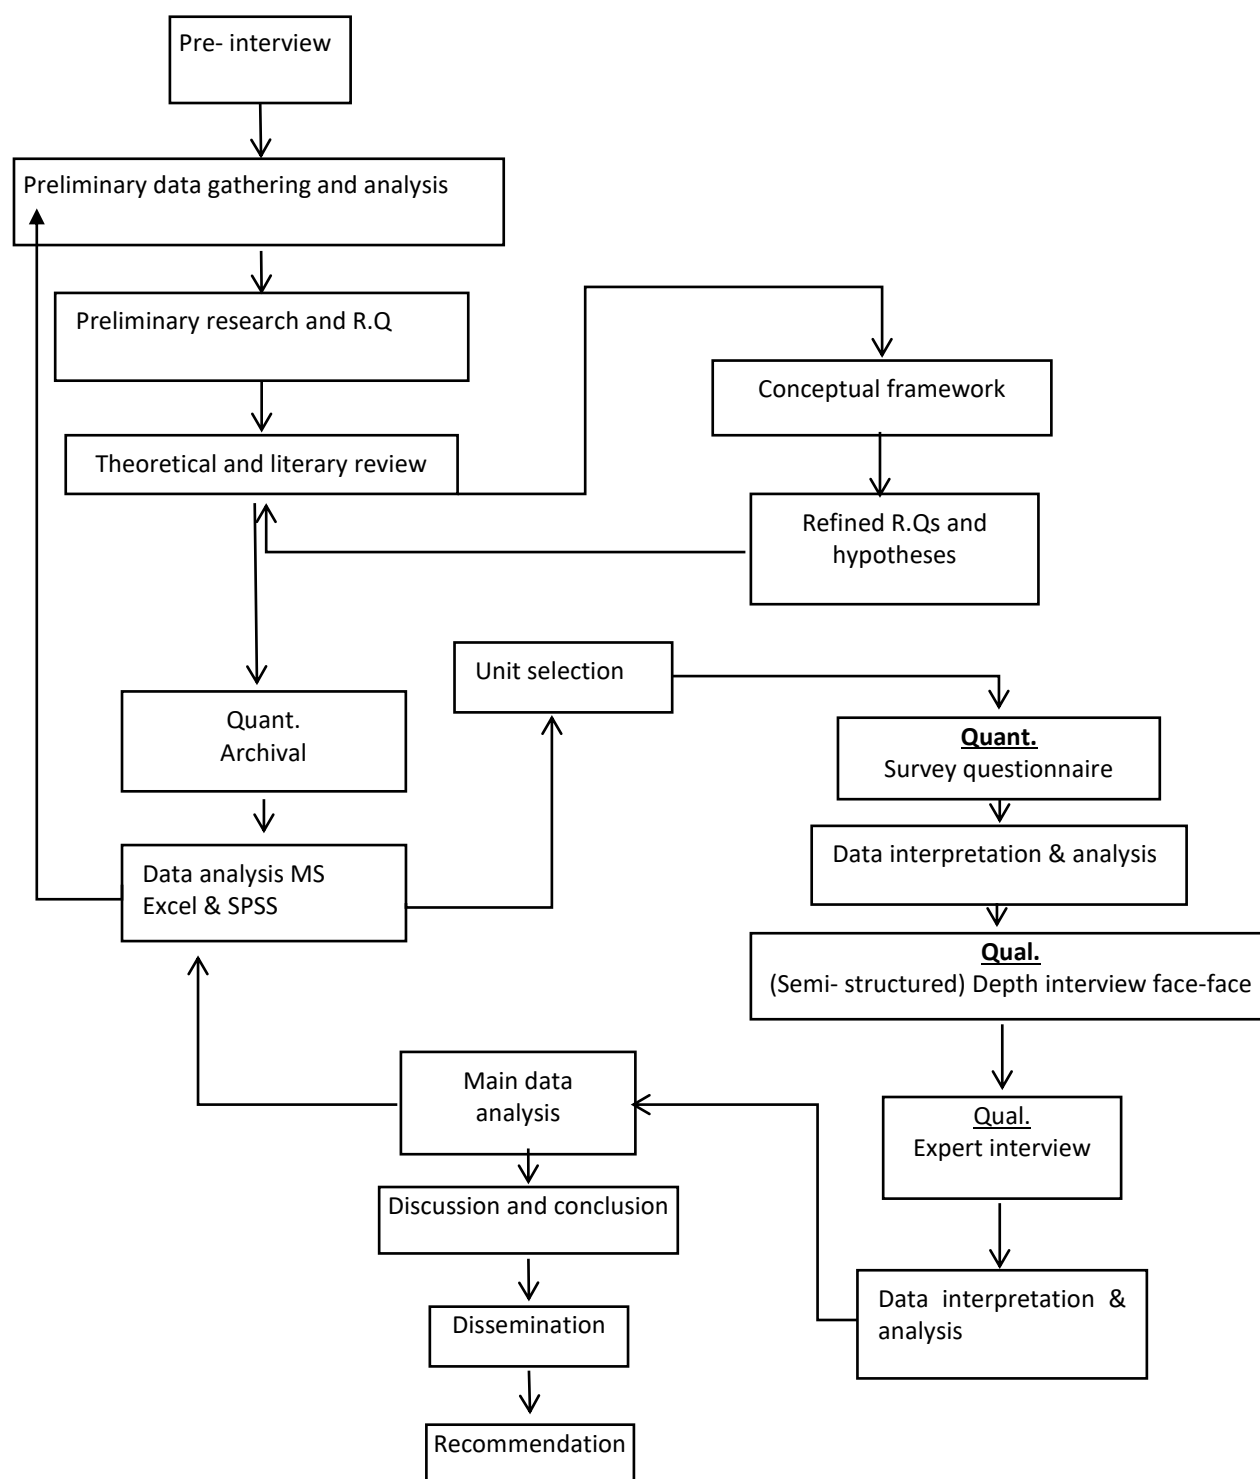 Pre- interview
Preliminary data gathering and analysis
Preliminary research and R.Q
Theoretical and literary review
Conceptual framework
Refined R.Qs and
hypotheses
Unit selection
Quant.
Archival
Quant.
Survey questionnaire
Data interpretation & analysis
Data analysis MS
Excel & SPSS
Qual.
(Semi- structured) Depth interview face-face
Main data
analysis
Qual.
Expert interview
Discussion and conclusion
Data interpretation &
analysis
Dissemination
Recommendation